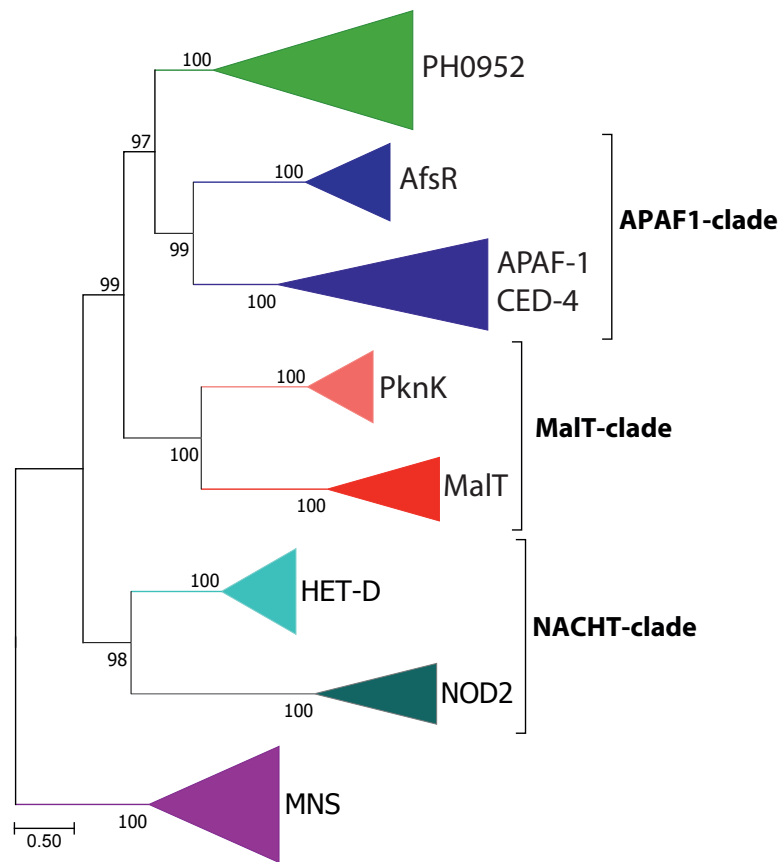 100
PH0952
97
100
AfsR
APAF1-clade
99
APAF-1
CED-4
100
99
100
PknK
MalT-clade
100
MalT
100
100
HET-D
NACHT-clade
98
NOD2
100
MNS
100
0.50